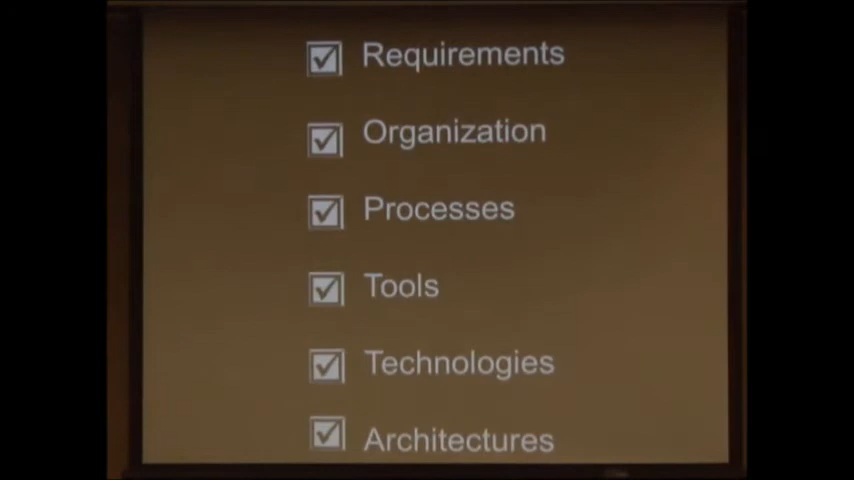 Requirements
Organization
Processes
Tools
Technologies
Architectures